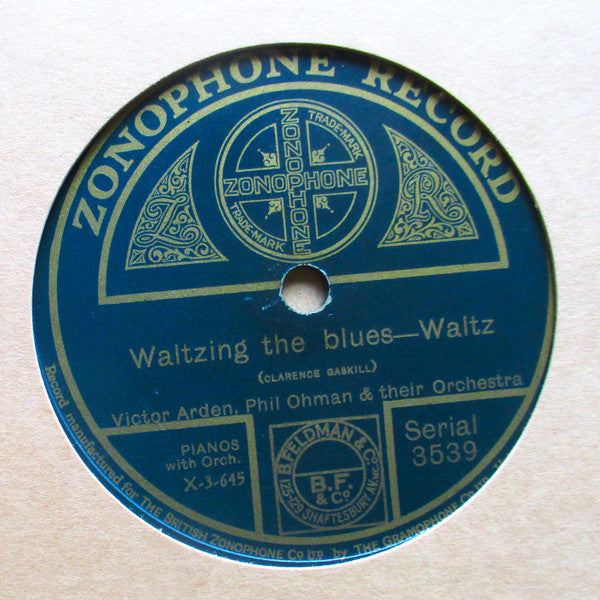 ZONOPHONE RECORD
TRADE-MARK
ZONOPHONE
ZONOPHONE
TRADE-MARK
Z
R
Waltzing the blues—Waltz
(CLARENCE GASKILL)
Victor Arden, Phil Ohman & their Orchestra
PIANOS
with Orch.
X-3-645
B. FELDMAN & Co.
B.F.
& Co.
125-129 SHAFTESBURY AV.
Serial
3539
Record manufactured for THE BRITISH ZONOPHONE Co Ltd. by THE GRAMOPHONE Co